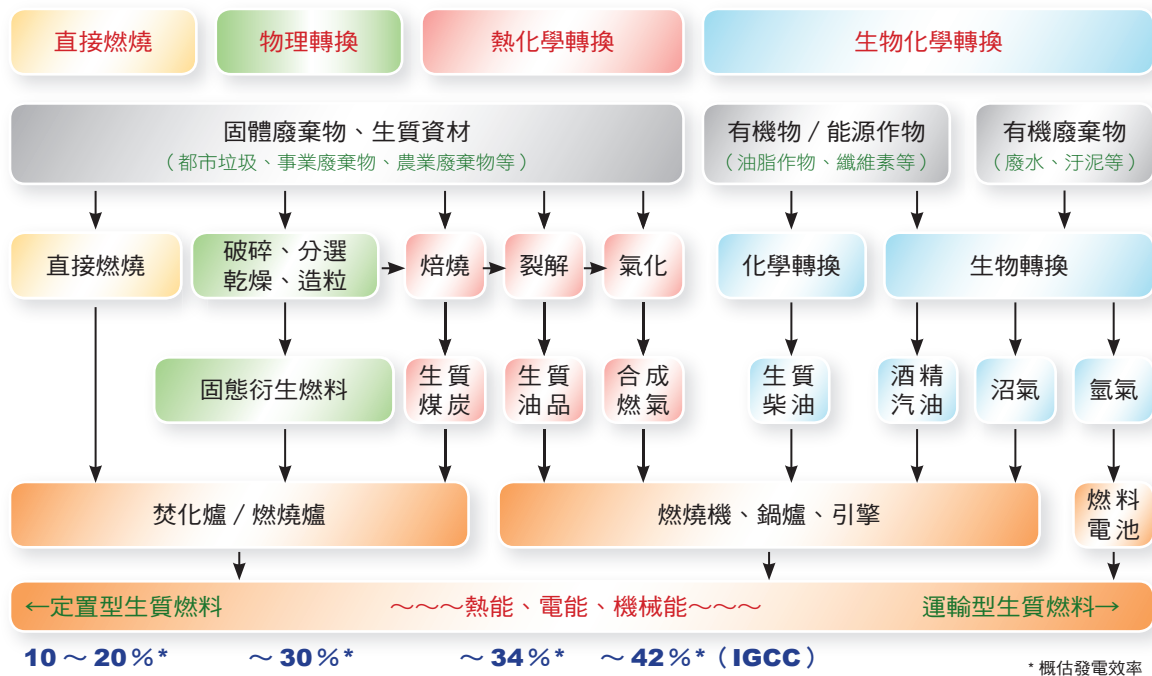 直接燃燒
物理轉換
熱化學轉換
生物化學轉換
固體廢棄物、生質資材
（都市垃圾、事業廢棄物、農業廢棄物等）
有機物 / 能源作物
（油脂作物、纖維素等）
有機廢棄物
（廢水、汙泥等）
直接燃燒
破碎、分選
乾燥、造粒
焙燒
裂解
氣化
化學轉換
生物轉換
固態衍生燃料
生質
煤炭
生質
油品
合成
燃氣
生質
柴油
酒精
汽油
沼氣
氫氣
焚化爐 / 燃燒爐
燃燒機、鍋爐、引擎
燃料
電池
←定置型生質燃料
～～～熱能、電能、機械能～～～
運輸型生質燃料→
10 ～ 20%*
～ 30%*
～ 34%*
～ 42%*（IGCC）
* 概估發電效率